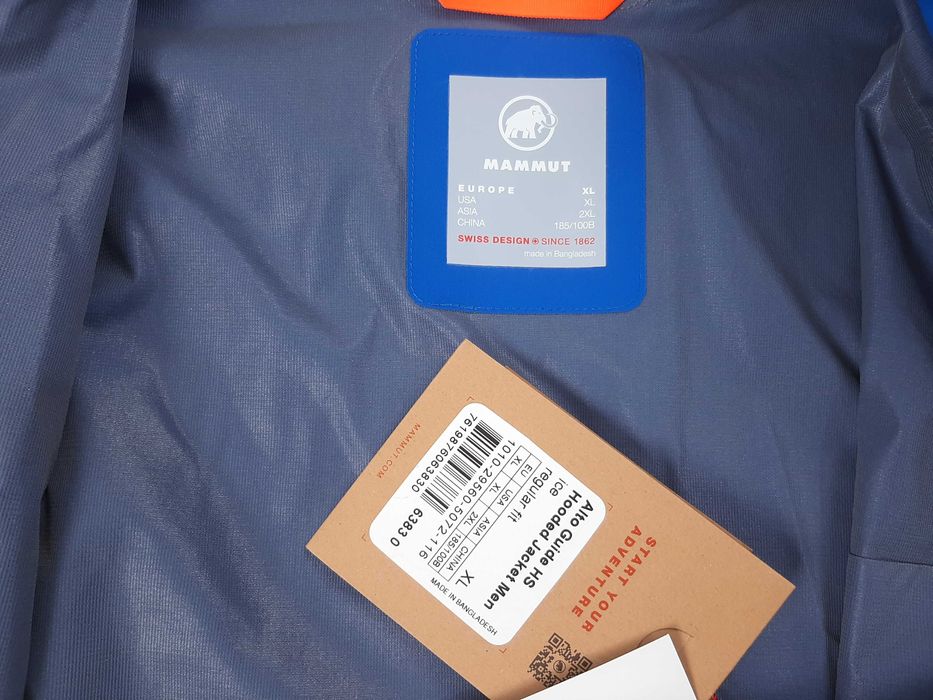 MAMMUT
EUROPE XL
USA XL
ASIA 2XL
CHINA 185/100B
SWISS DESIGN SINCE 1862
made in Bangladesh
MAMMUT.COM
Alto Guide HS
Hooded Jacket Men
ice
regular fit
EU USA ASIA CHINA
XL XL 2XL 185/100B
XL
1010-29560-5072-116
7619876063830
6383 0
MADE IN BANGLADESH
START YOUR
ADVENTURE